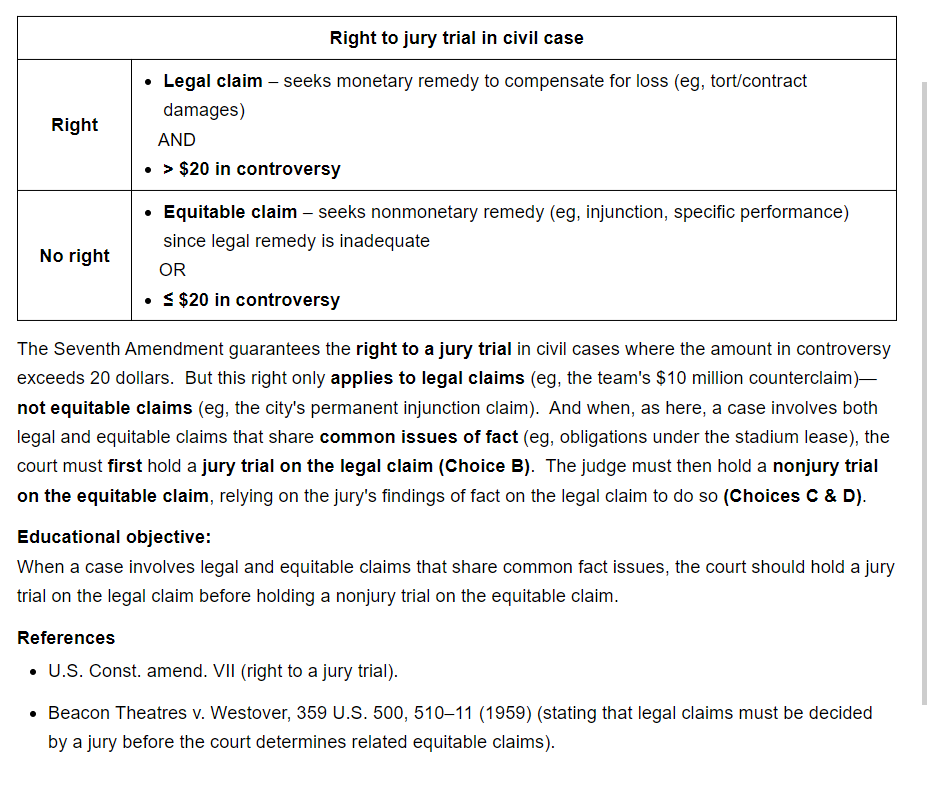 Right to jury trial in civil case
Right
• Legal claim – seeks monetary remedy to compensate for loss (eg, tort/contract
damages)
AND
• > $20 in controversy
No right
• Equitable claim – seeks nonmonetary remedy (eg, injunction, specific performance)
since legal remedy is inadequate
OR
• ≤ $20 in controversy
The Seventh Amendment guarantees the right to a jury trial in civil cases where the amount in controversy
exceeds 20 dollars.  But this right only applies to legal claims (eg, the team's $10 million counterclaim)—
not equitable claims (eg, the city's permanent injunction claim).  And when, as here, a case involves both
legal and equitable claims that share common issues of fact (eg, obligations under the stadium lease), the
court must first hold a jury trial on the legal claim (Choice B).  The judge must then hold a nonjury trial
on the equitable claim, relying on the jury's findings of fact on the legal claim to do so (Choices C & D).
Educational objective:
When a case involves legal and equitable claims that share common fact issues, the court should hold a jury
trial on the legal claim before holding a nonjury trial on the equitable claim.
References
• U.S. Const. amend. VII (right to a jury trial).
• Beacon Theatres v. Westover, 359 U.S. 500, 510–11 (1959) (stating that legal claims must be decided
by a jury before the court determines related equitable claims).